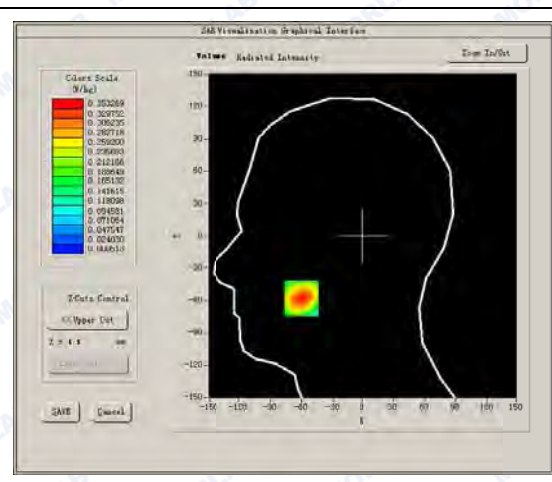 SAR Visualisation Graphical Interface
Volume Radiated Intensity
Zoom In/Out
Colors Scale
(W/kg)
0.353269
0.329752
0.306235
0.282718
0.259200
0.235683
0.212166
0.188649
0.165132
0.141615
0.118098
0.094581
0.071064
0.047547
0.024030
0.000513
150
120
90
60
30
0
-30
-60
-90
-120
-150
-150 -120 -90 -60 -30 0 30 60 90 120 150
X
Z-Cuts Control
<<Upper Cut
SAVE
Cancel